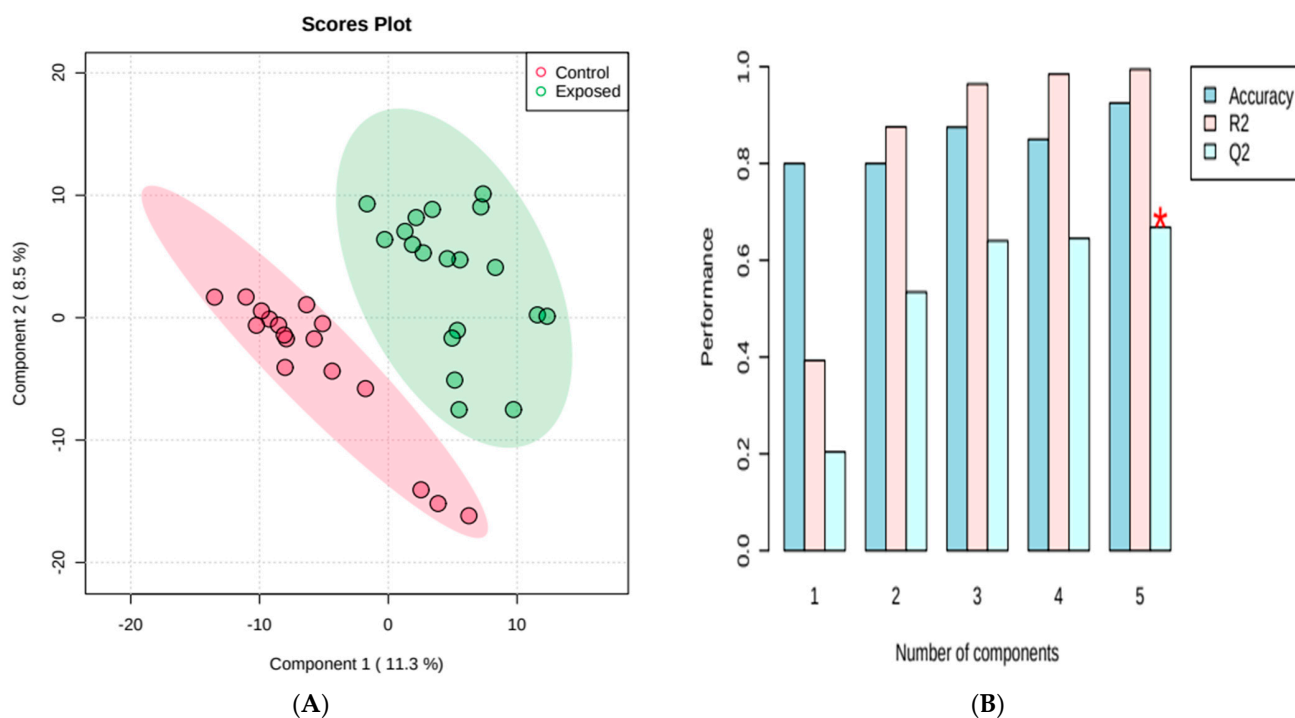 Scores Plot
Control
Exposed
20
10
0
-10
-20
Component 2 ( 8.5 %)
-20
-10
0
10
Component 1 ( 11.3 %)
(A)
Accuracy
R2
Q2
*
1.0
0.8
0.6
0.4
0.2
0.0
Performance
1
2
3
4
5
Number of components
(B)